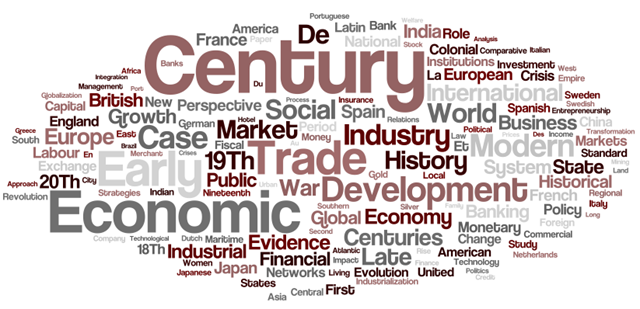 Portuguese
America De Latin Bank Welfare
France Paper National India Role Analysis
Banks Century Stock Colonial Comparative Italian
Africa Du Institutions Investment West
Integration La European Crisis Empire
Management Port Process Insurance International Sweden
Globalization British New Perspective Social Spain World Spanish Swedish
Capital Growth German Relations Business Entrepreneurship
England Case Market Period Industry Law Political China
Greece Europe East Hotel Money Et Modern Prices Des Income Transformation
South Brazil Fiscal Au Markets
Labour En Merchant Crises 19Th Trade History System Standard
Exchange Early Gold Local State Mining
20Th City Public Urban War Development Land
Approach Strategies Indian Nineteenth French Historical
Revolution Economic Southern Silver Family Banking Regional
Global Economy Policy Italy
Second Foreign Long
Company Technological Dutch Maritime Centuries Monetary Commercial
18Th Industrial Evidence Atlantic Late Rise Change Study
Women Financial Impact American Netherlands
Japanese Japan Networks Living Evolution United Finance Technology
States Industrialization Politics
Asia Central First Credit